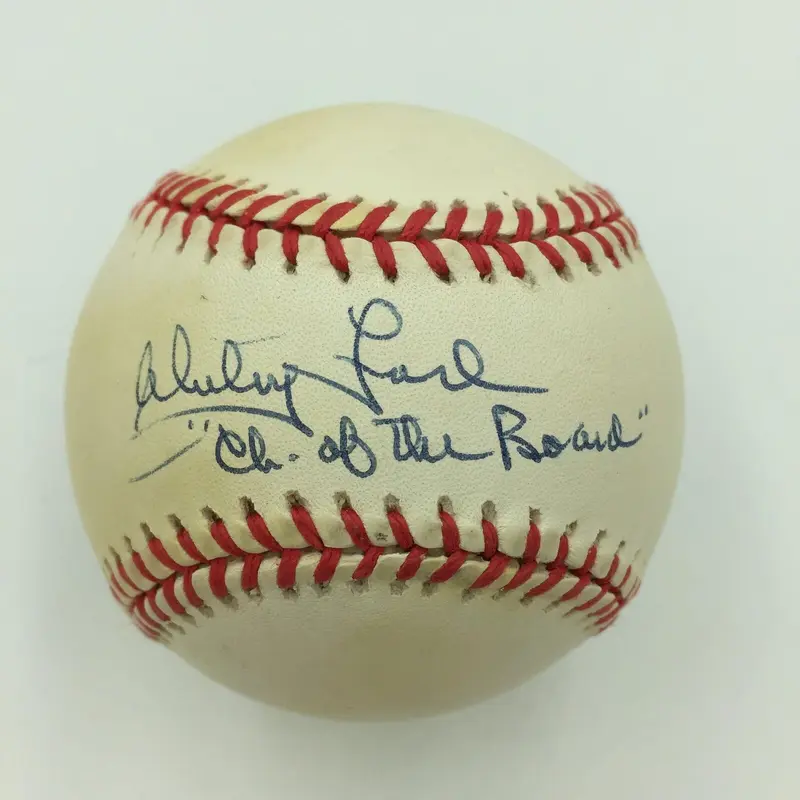 Whitey Ford
"Ch. of The Board"